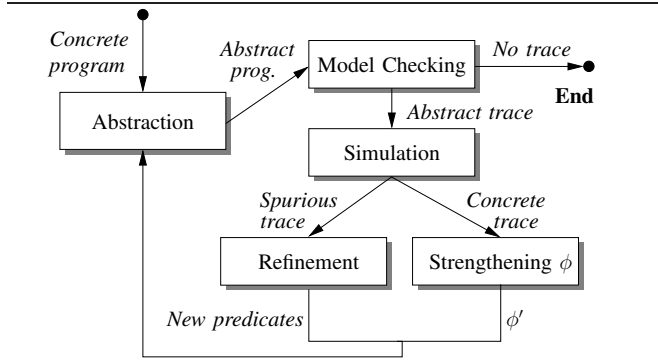 Concrete
program
Abstract
prog.
Model Checking
No trace
End
Abstraction
Abstract trace
Simulation
Spurious
trace
Concrete
trace
Refinement
Strengthening ϕ
New predicates
ϕ′